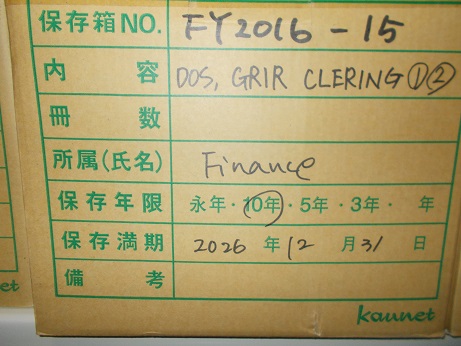 保存箱NO. FY2016-15
内容 DOS, GRIR CLERING ① ②
冊数
所属(氏名) Finance
保存年限 永年・10年・5年・3年・ 年
保存満期 2026 年 12 月 31 日
備考
kaunet